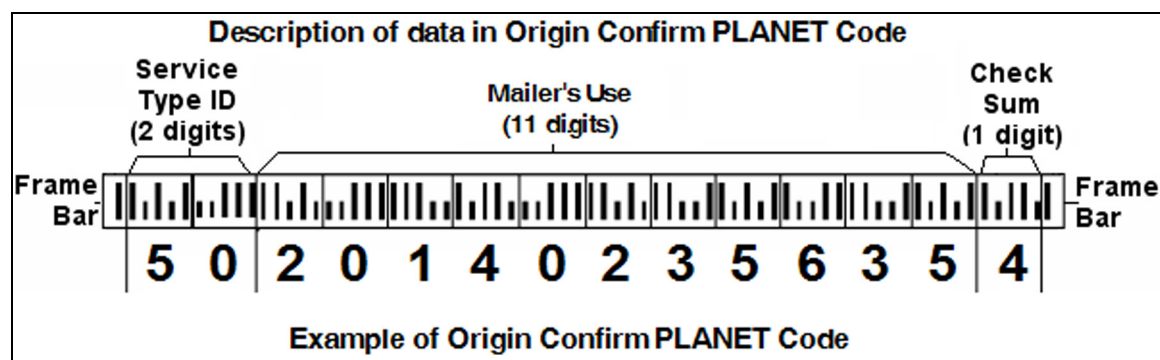 Description of data in Origin Confirm PLANET Code
Service
Type ID
(2 digits)
Mailer's Use
(11 digits)
Check
Sum
(1 digit)
Frame
Bar
Frame
Bar
5 0 2 0 1 4 0 2 3 5 6 3 5 4
Example of Origin Confirm PLANET Code